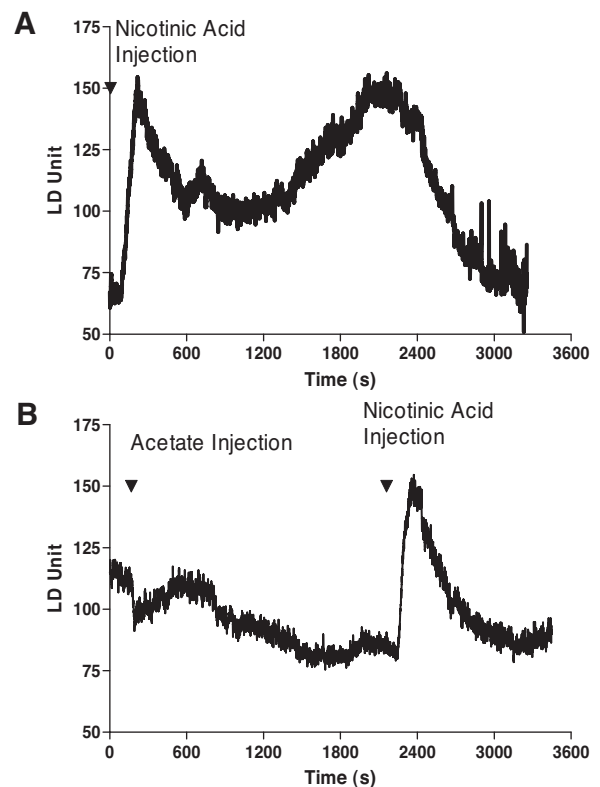 A
Nicotinic Acid
Injection
175
150
125
100
75
50
LD Unit
0 600 1200 1800 2400 3000 3600
Time (s)
B
Nicotinic Acid
Injection
Acetate Injection
175
150
125
100
75
50
LD Unit
0 600 1200 1800 2400 3000 3600
Time (s)